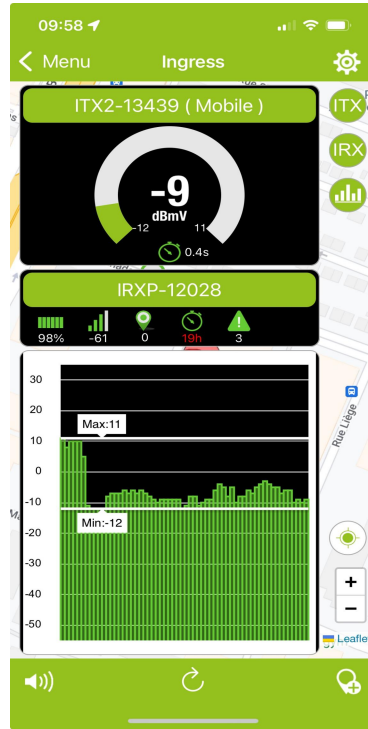 09:58
Menu
Ingress
ITX2-13439 ( Mobile )
ITX
IRX
-9
dBmV
-12
11
0.4s
IRXP-12028
98%
-61
0
19h
3
30
20
10
0
-10
-20
-30
-40
-50
Max:11
Min:-12
Rue Liège
+
−
Leafle